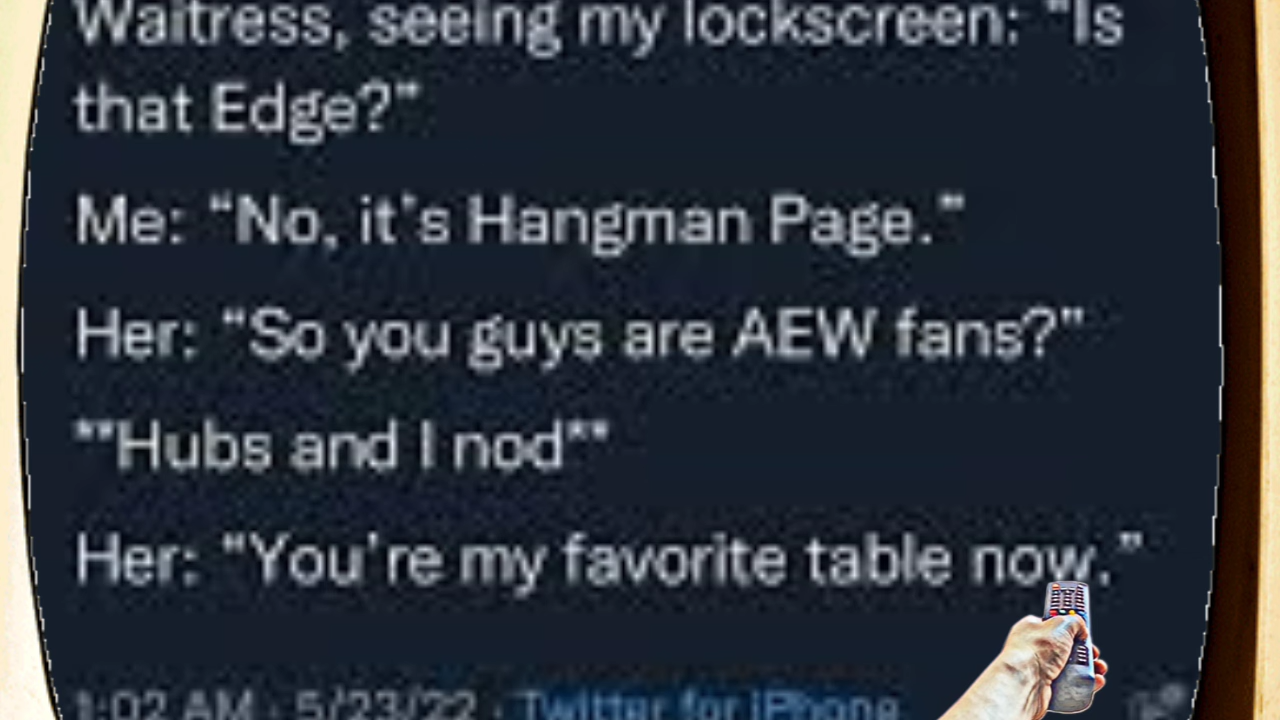 Waitress, seeing my lockscreen: "Is
that Edge?"
Me: "No, it's Hangman Page."
Her: "So you guys are AEW fans?"
**Hubs and I nod**
Her: "You're my favorite table now."
1:02 AM · 5/23/22 · Twitter for iPhone